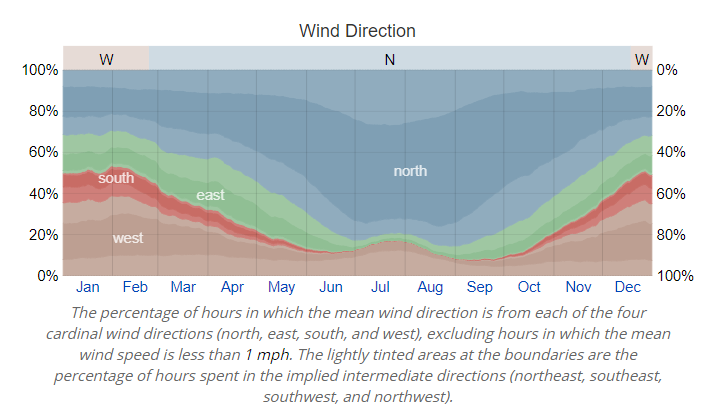 Wind Direction
W N W
100% 0%
80% 20%
60% 40%
north
south
east
40% 60%
west
20% 80%
0% 100%
Jan Feb Mar Apr May Jun Jul Aug Sep Oct Nov Dec
The percentage of hours in which the mean wind direction is from each of the four
cardinal wind directions (north, east, south, and west), excluding hours in which the mean
wind speed is less than 1 mph. The lightly tinted areas at the boundaries are the
percentage of hours spent in the implied intermediate directions (northeast, southeast,
southwest, and northwest).